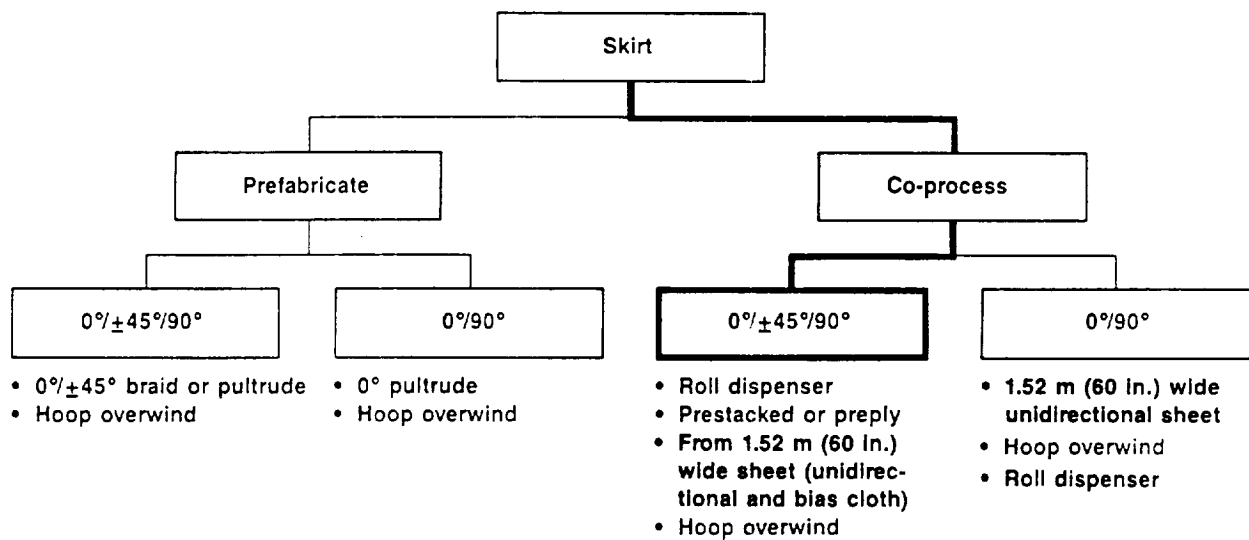 Skirt
Prefabricate
Co-process
0°/±45°/90°
0°/90°
0°/±45°/90°
0°/90°
• 0°/±45° braid or pultrude
• Hoop overwind
• 0° pultrude
• Hoop overwind
• Roll dispenser
• Prestacked or preply
• From 1.52 m (60 in.)
wide sheet (unidirec-
tional and bias cloth)
• Hoop overwind
• 1.52 m (60 in.) wide
unidirectional sheet
• Hoop overwind
• Roll dispenser